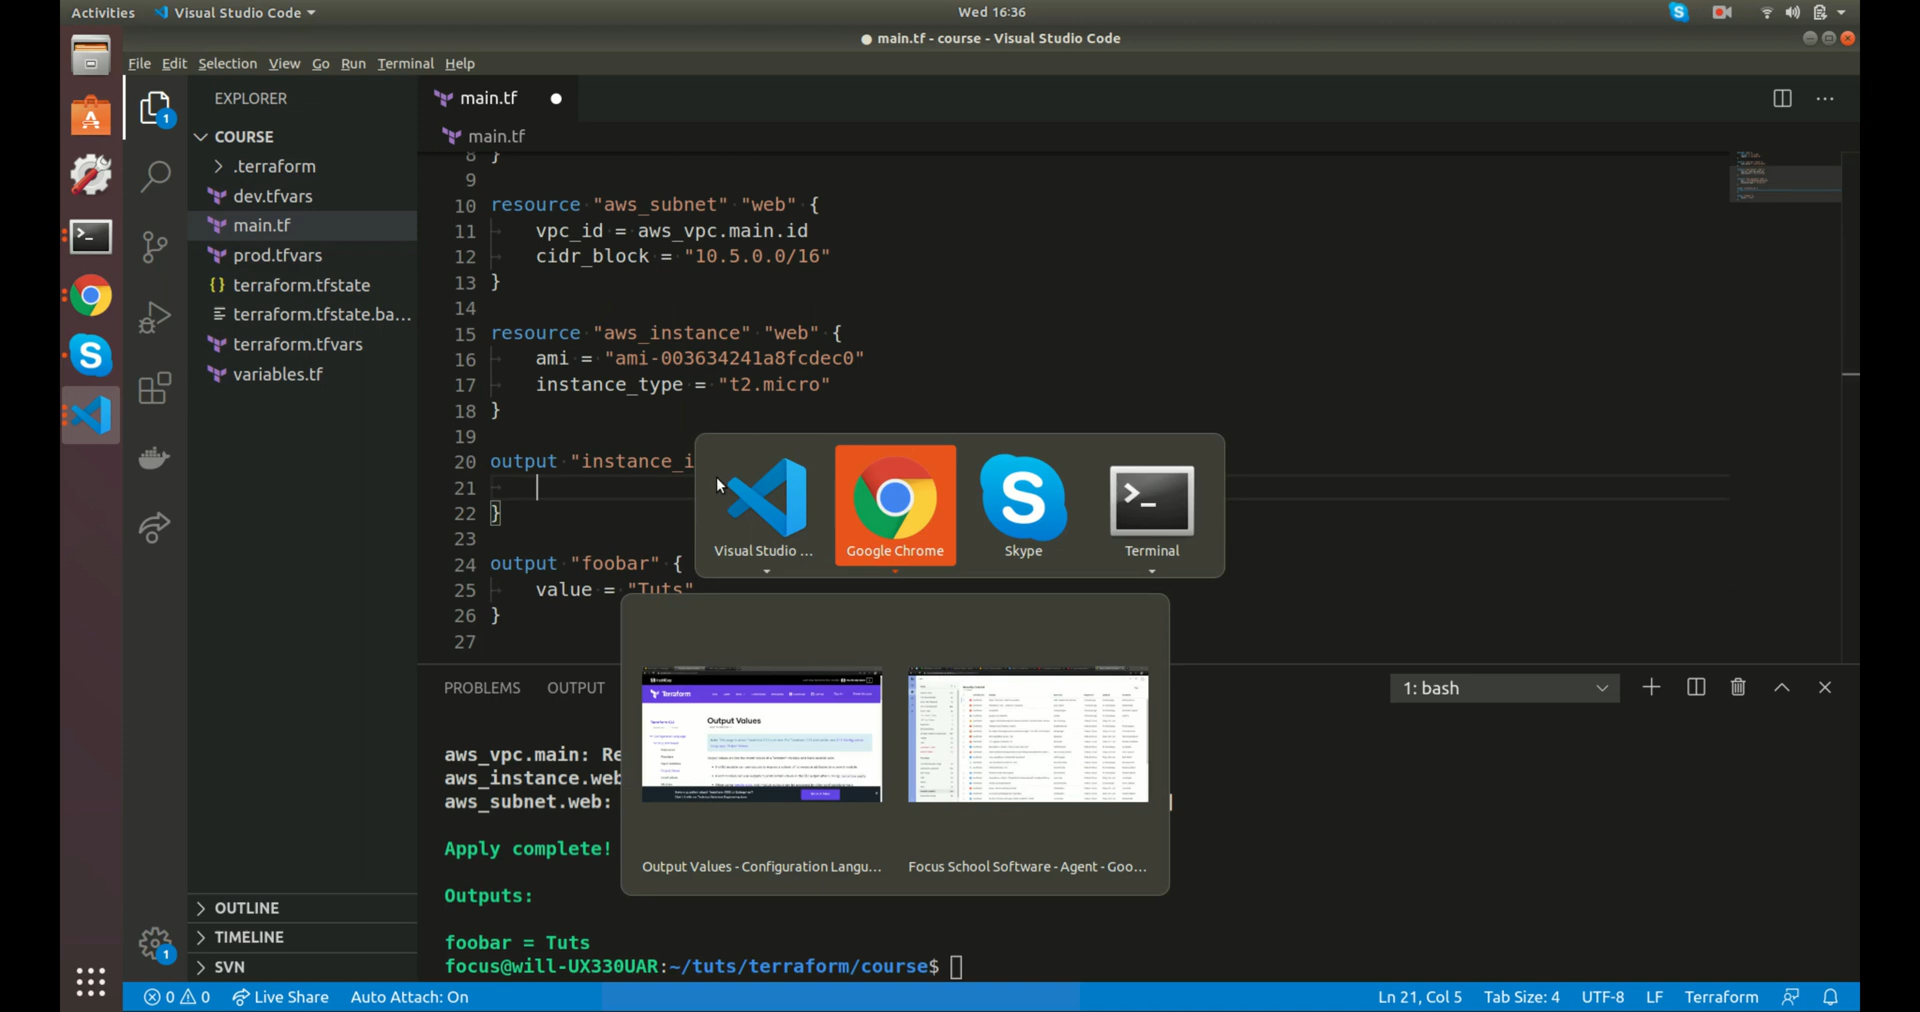 Activities
Visual Studio Code
Wed 16:36
● main.tf - course - Visual Studio Code
File Edit Selection View Go Run Terminal Help
EXPLORER
COURSE
.terraform
dev.tfvars
main.tf
prod.tfvars
terraform.tfstate
terraform.tfstate.ba...
terraform.tfvars
variables.tf
OUTLINE
TIMELINE
SVN
1
1
main.tf
main.tf
8 }
9
10 resource "aws_subnet" "web" {
11 vpc_id = aws_vpc.main.id
12 cidr_block = "10.5.0.0/16"
13 }
14
15 resource "aws_instance" "web" {
16 ami = "ami-003634241a8fcdec0"
17 instance_type = "t2.micro"
18 }
19
20 output "instance_i
21
22 }
23
24 output "foobar" {
25 value = "Tuts"
26 }
27
Visual Studio ...
Google Chrome
Skype
Terminal
Terraform
Output Values
Output Values - Configuration Langu...
Focus School Software - Agent - Goo...
PROBLEMS OUTPUT
1: bash
aws_vpc.main: Re
aws_instance.web
aws_subnet.web:
Apply complete!
Outputs:
foobar = Tuts
focus@will-UX330UAR:~/tuts/terraform/course$
0 0 Live Share Auto Attach: On
Ln 21, Col 5 Tab Size: 4 UTF-8 LF Terraform